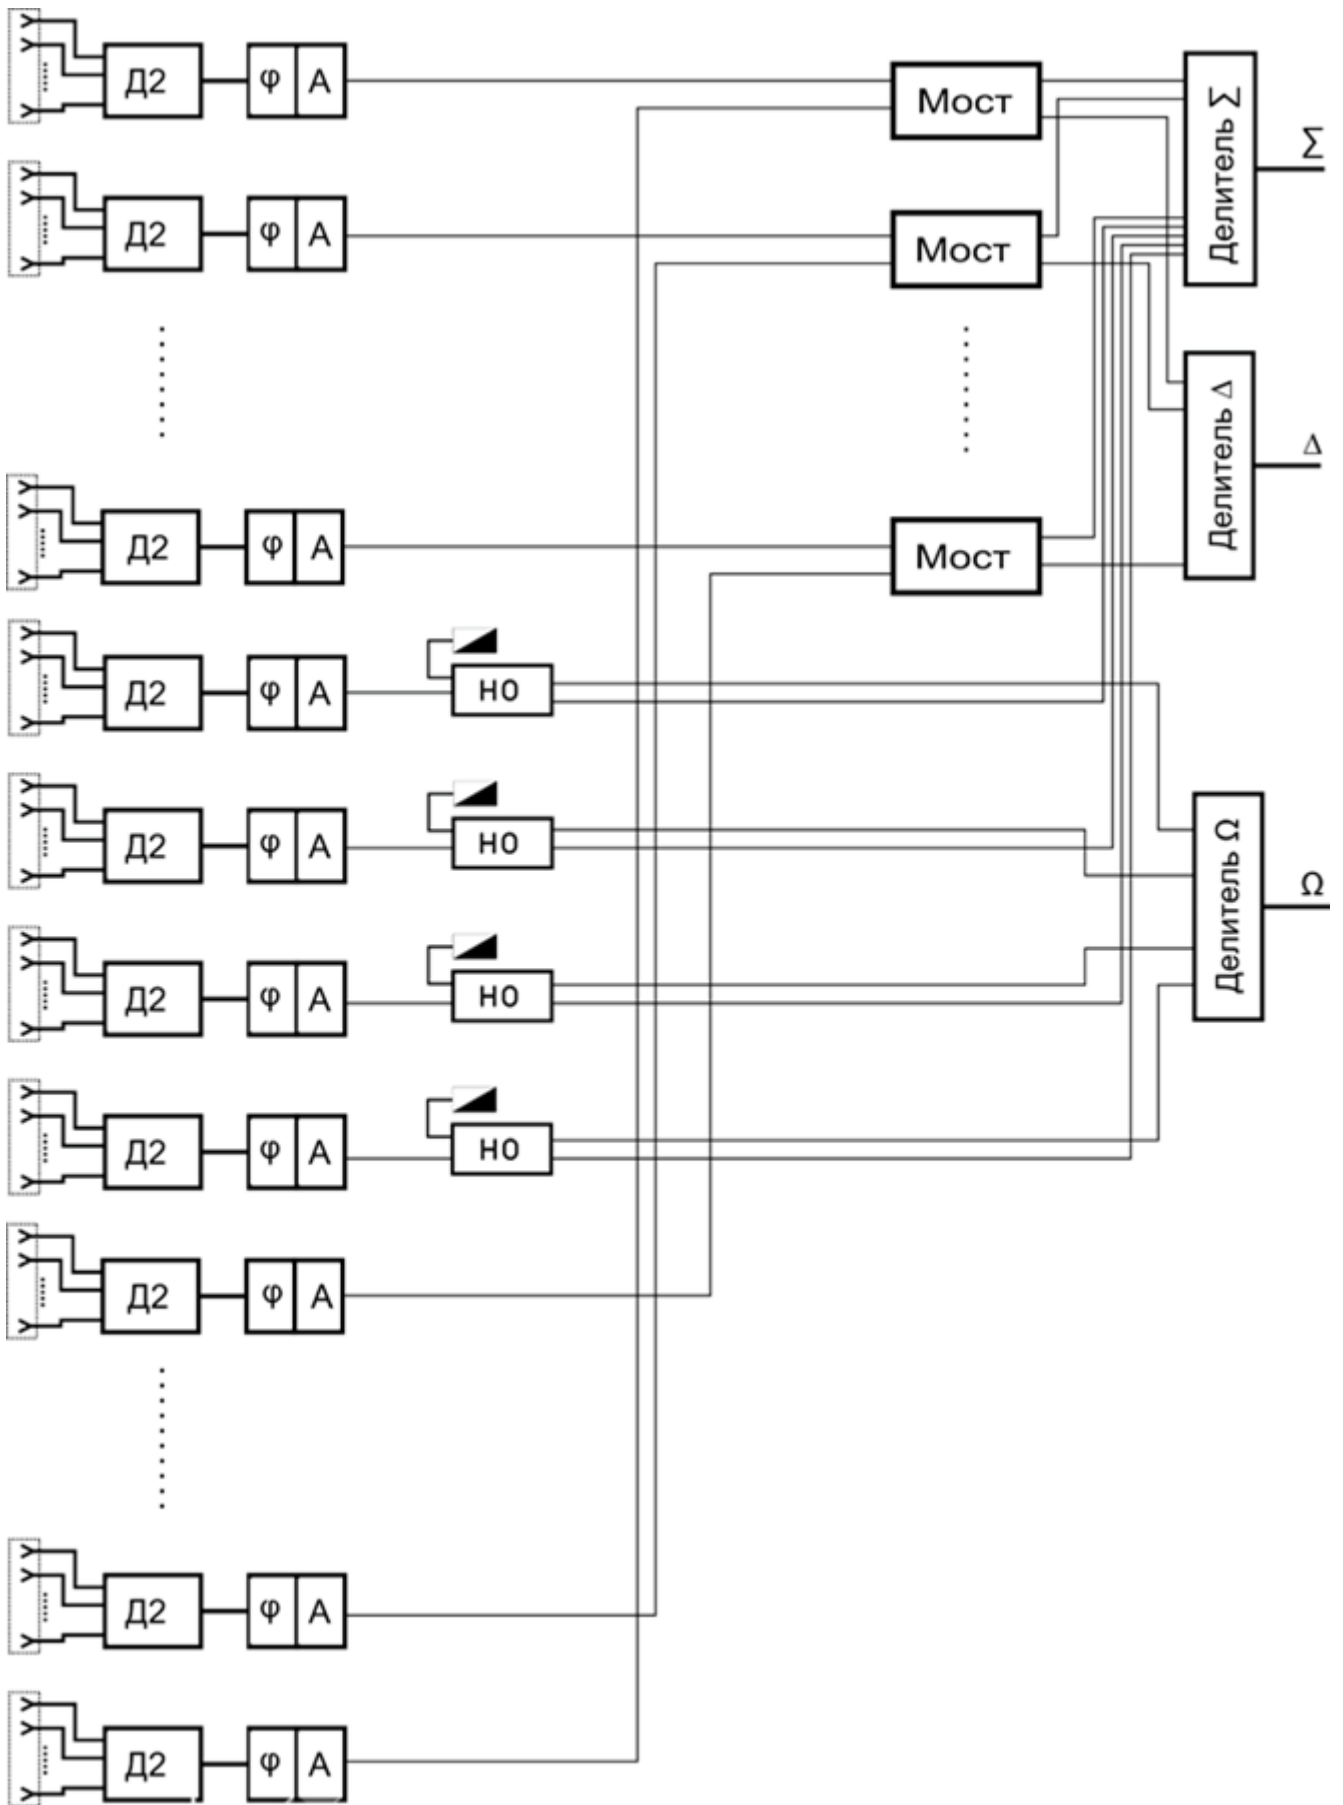 Д2 φ A Мост Делитель Σ Σ
Д2 φ A Мост
Делитель Δ Δ
Д2 φ A Мост
Д2 φ A НО
Д2 φ A НО
Делитель Ω Ω
Д2 φ A НО
Д2 φ A НО
Д2 φ A
Д2 φ A
Д2 φ A